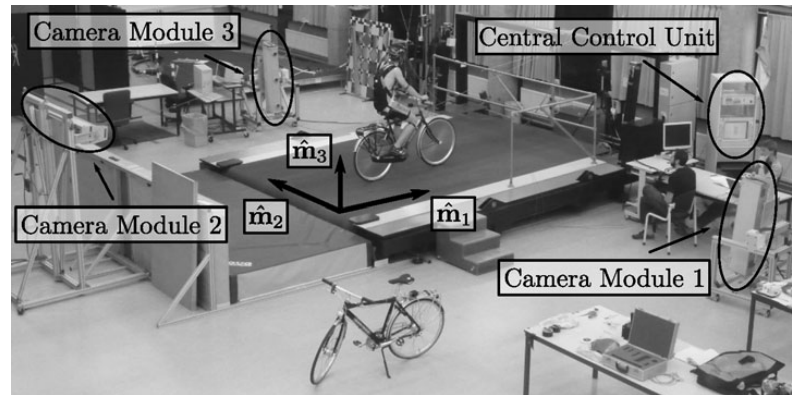 Camera Module 3
Central Control Unit
m̂₃
m̂₂
m̂₁
Camera Module 2
Camera Module 1